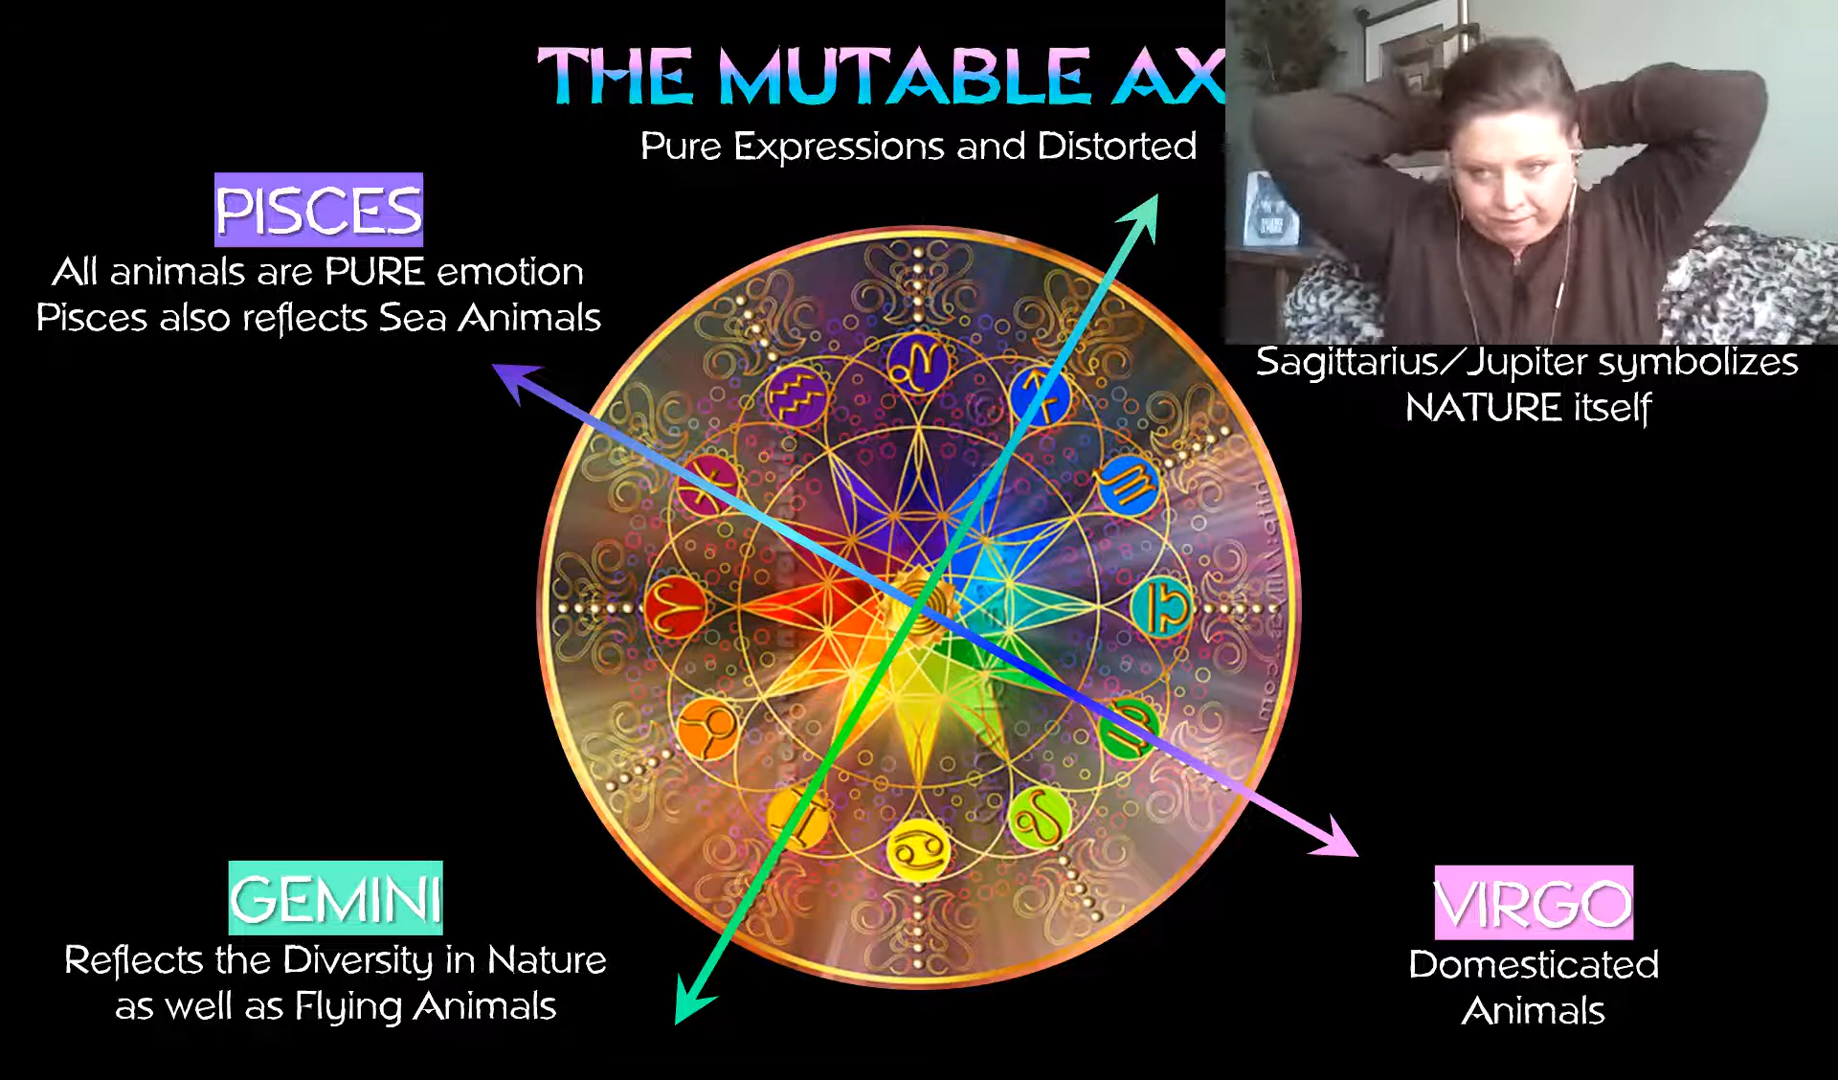 THE MUTABLE AX
Pure Expressions and Distorted
PISCES
All animals are PURE emotion
Pisces also reflects Sea Animals
Sagittarius/Jupiter symbolizes
NATURE itself
GEMINI
Reflects the Diversity in Nature
as well as Flying Animals
VIRGO
Domesticated
Animals